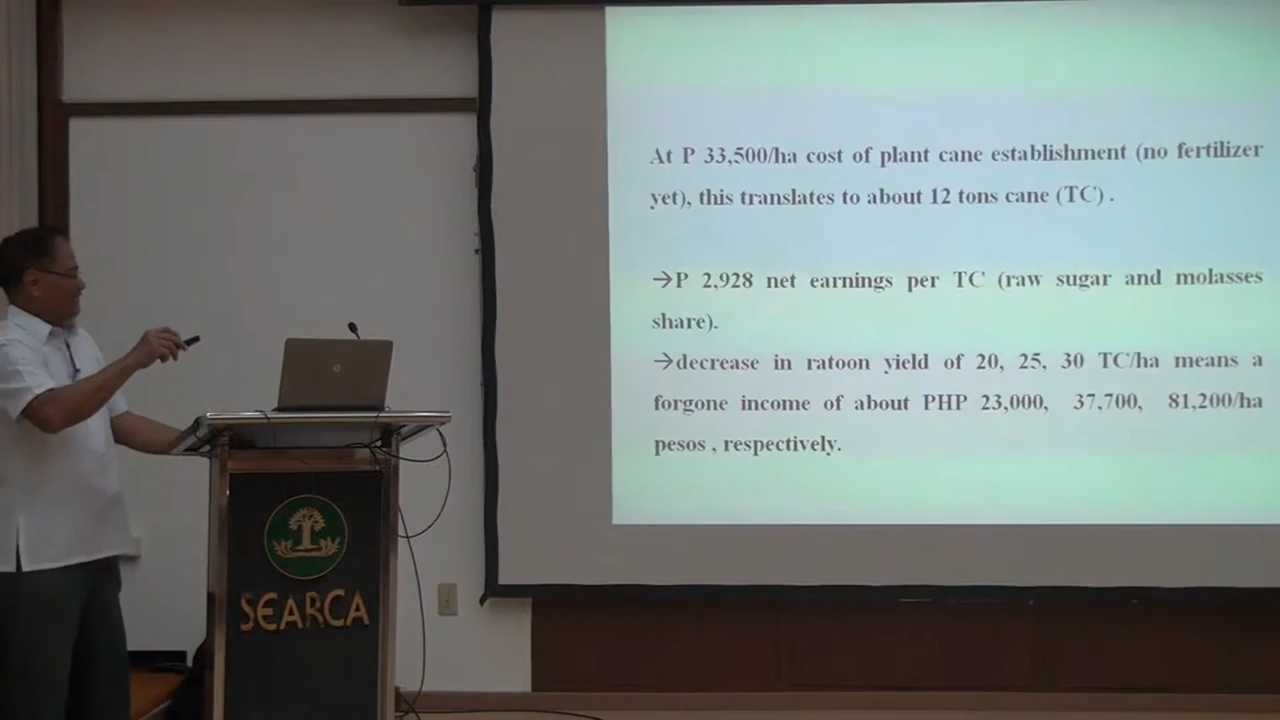 At P 33,500/ha cost of plant cane establishment (no fertilizer
yet), this translates to about 12 tons cane (TC) .
→P 2,928 net earnings per TC (raw sugar and molasses
share).
→decrease in ratoon yield of 20, 25, 30 TC/ha means a
forgone income of about PHP 23,000, 37,700, 81,200/ha
pesos , respectively.
SEARCA